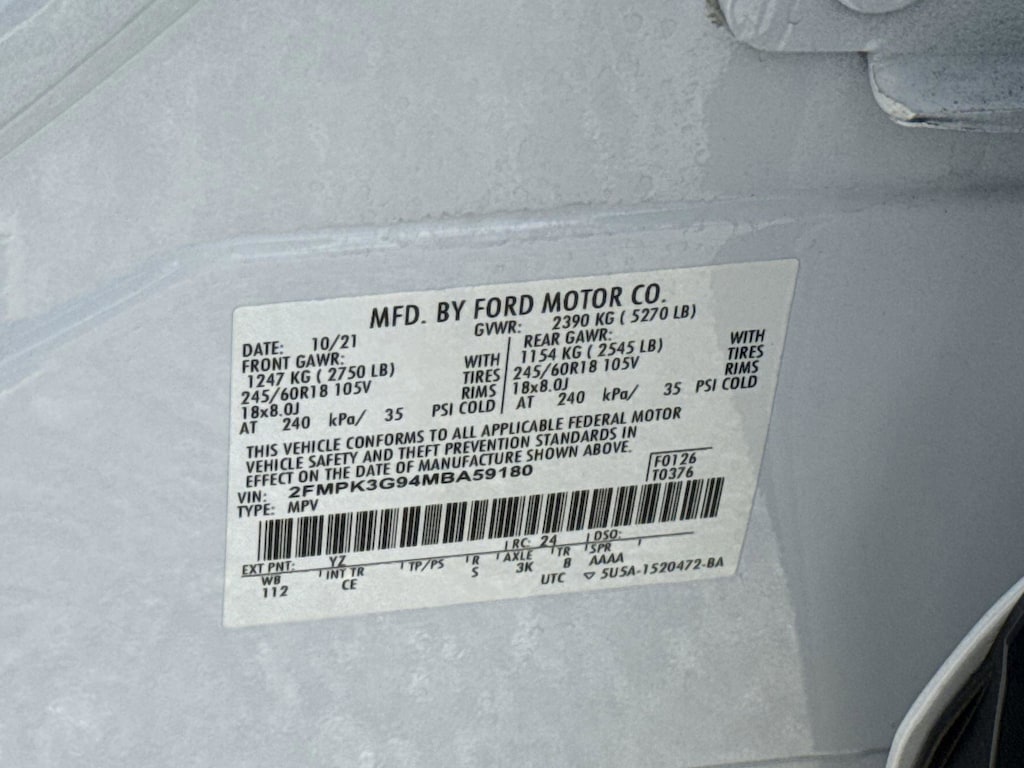 MFD. BY FORD MOTOR CO.
DATE: 10/21 GVWR: 2390 KG ( 5270 LB)
FRONT GAWR: WITH REAR GAWR: WITH
1247 KG ( 2750 LB) TIRES 1154 KG ( 2545 LB) TIRES
245/60R18 105V RIMS 245/60R18 105V RIMS
18x8.0J 18x8.0J
AT 240 kPa/ 35 PSI COLD AT 240 kPa/ 35 PSI COLD
THIS VEHICLE CONFORMS TO ALL APPLICABLE FEDERAL MOTOR
VEHICLE SAFETY AND THEFT PREVENTION STANDARDS IN
EFFECT ON THE DATE OF MANUFACTURE SHOWN ABOVE.
VIN: 2FMPK3G94MBA59180 F0126
TYPE: MPV T0376
EXT PNT: YZ RC: 24 DSO:
WB INT TR TP/PS R AXLE TR SPR
112 CE S 3K B AAAA
UTC ▽ 5U5A-1520472-BA